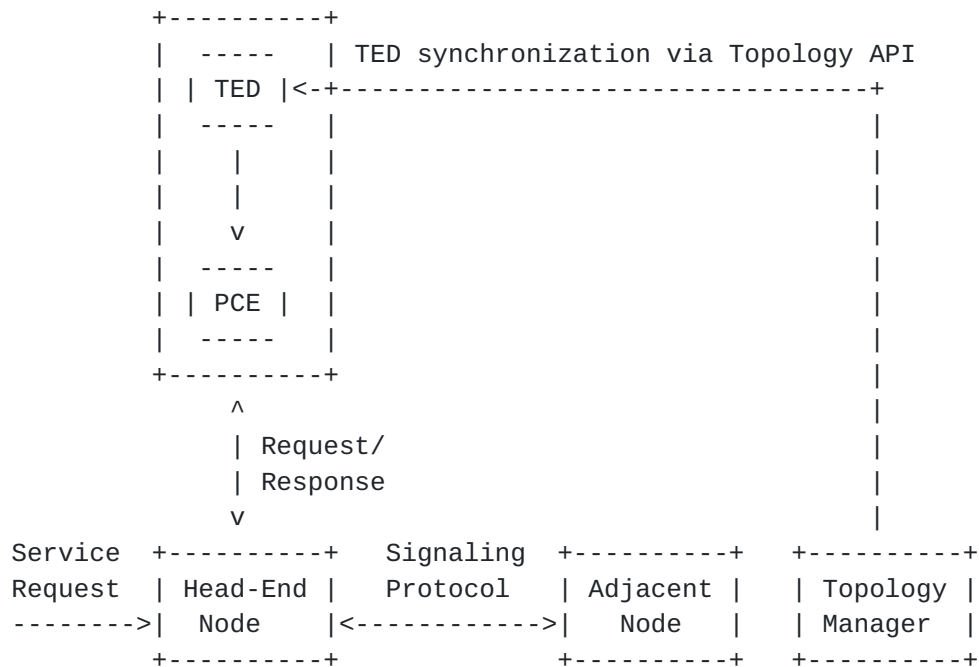 TED synchronization via Topology API
TED
PCE
Request/
Response
Service Signaling
Request Head-End Protocol Adjacent Topology
Node Node Manager